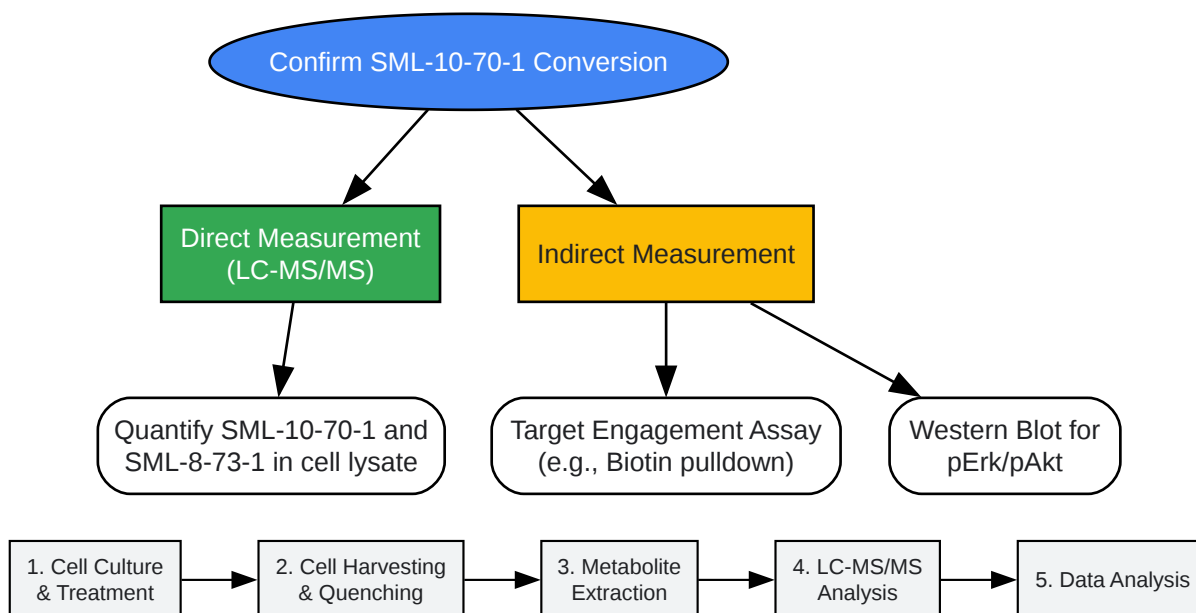 Confirm SML-10-70-1 Conversion
Direct Measurement
(LC-MS/MS)
Indirect Measurement
Quantify SML-10-70-1 and
SML-8-73-1 in cell lysate
Target Engagement Assay
(e.g., Biotin pulldown)
Western Blot for
pErk/pAkt
1. Cell Culture
& Treatment
2. Cell Harvesting
& Quenching
3. Metabolite
Extraction
4. LC-MS/MS
Analysis
5. Data Analysis